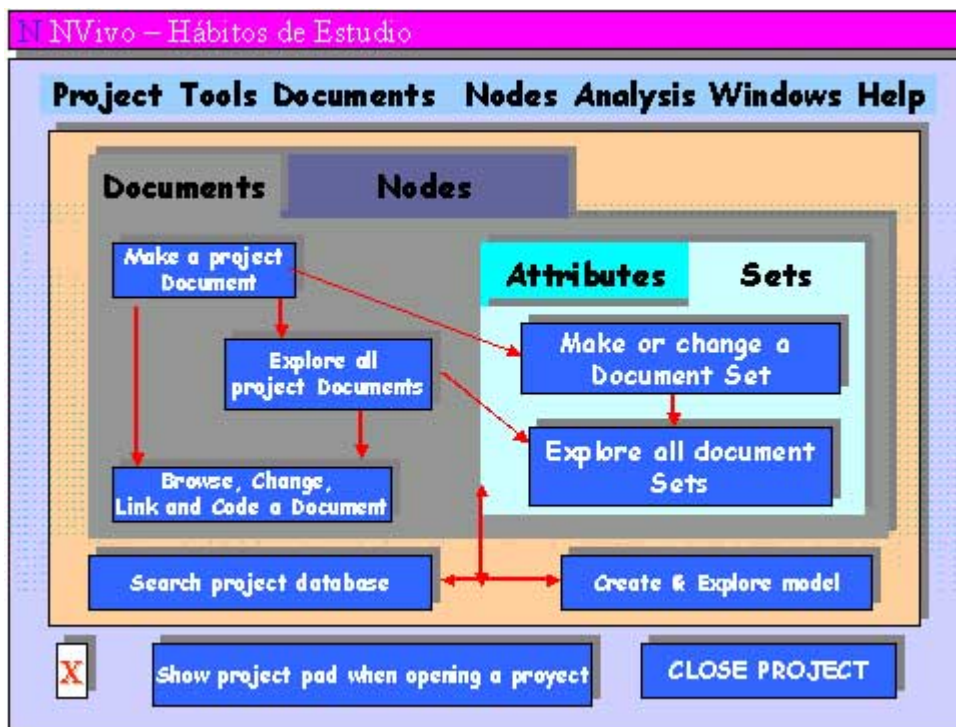 N NVivo – Hábitos de Estudio
Project Tools Documents Nodes Analysis Windows Help
Documents Nodes
Make a project
Document
Attributes Sets
Explore all
project Documents
Make or change a
Document Set
Browse, Change,
Link and Code a Document
Explore all document
Sets
Search project database
Create & Explore model
X
Show project pad when opening a proyect
CLOSE PROJECT